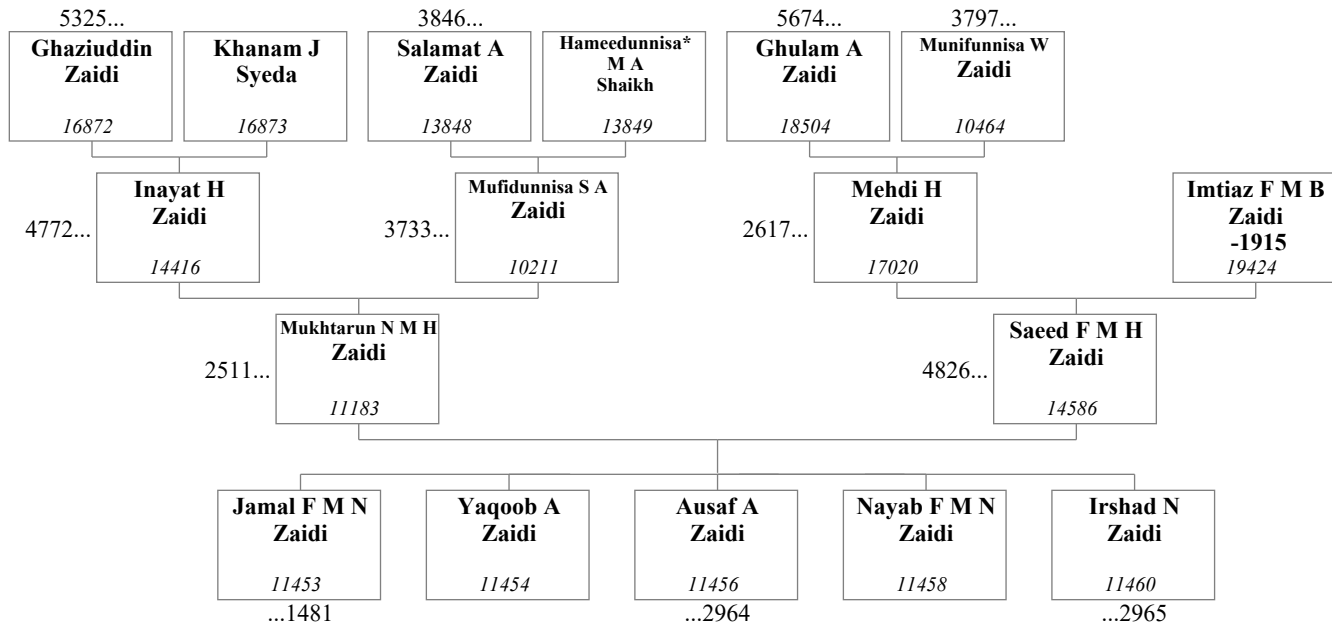 5325...
3846...
5674...
3797...
Ghaziuddin
Zaidi
16872
Khanam J
Syeda
16873
Salamat A
Zaidi
13848
Hameedunnisa*
M A
Shaikh
13849
Ghulam A
Zaidi
18504
Munifunnisa W
Zaidi
10464
4772...
Inayat H
Zaidi
14416
3733...
Mufidunnisa S A
Zaidi
10211
2617...
Mehdi H
Zaidi
17020
Imtiaz F M B
Zaidi
-1915
19424
2511...
Mukhtarun N M H
Zaidi
11183
4826...
Saeed F M H
Zaidi
14586
Jamal F M N
Zaidi
11453
...1481
Yaqoob A
Zaidi
11454
Ausaf A
Zaidi
11456
...2964
Nayab F M N
Zaidi
11458
Irshad N
Zaidi
11460
...2965